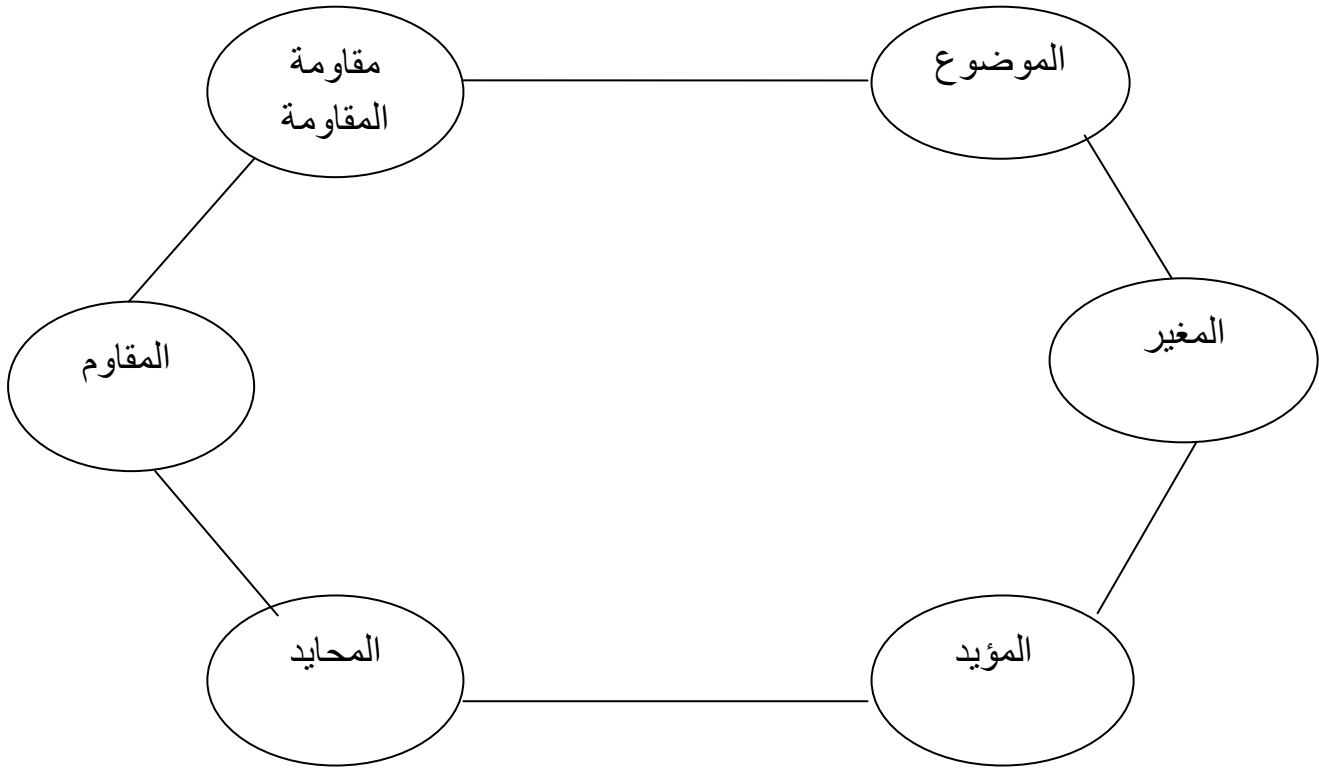 الموضوع
مقاومة
المقاومة
المغير
المقاوم
المؤيد
المحايد